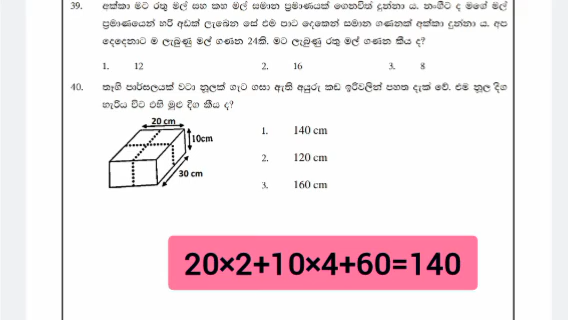 39. අක්කා මට රතු මල් සහ කහ මල් සමාන ප්‍රමාණයක් ගෙනවිත් දුන්නා ය. නංගීට ද මගේ මල්
ප්‍රමාණයෙන් හරි අඩක් ලැබෙන සේ එම පාට දෙකෙන් සමාන ගණනක් අක්කා දුන්නා ය. අප
දෙදෙනාට ම ලැබුණු මල් ගණන 24කි. මට ලැබුණු රතු මල් ගණන කීය ද?
1. 12 2. 16 3. 8
40. තෑගි පාර්සලයක් වටා නූලක් ගැට ගසා ඇති අයුරු කඩ ඉරිවලින් පහත දැක් වේ. එම නූල දිග
හැරිය විට එහි මුළු දිග කීය ද?
20 cm
10cm
30 cm
1. 140 cm
2. 120 cm
3. 160 cm
20×2+10×4+60=140